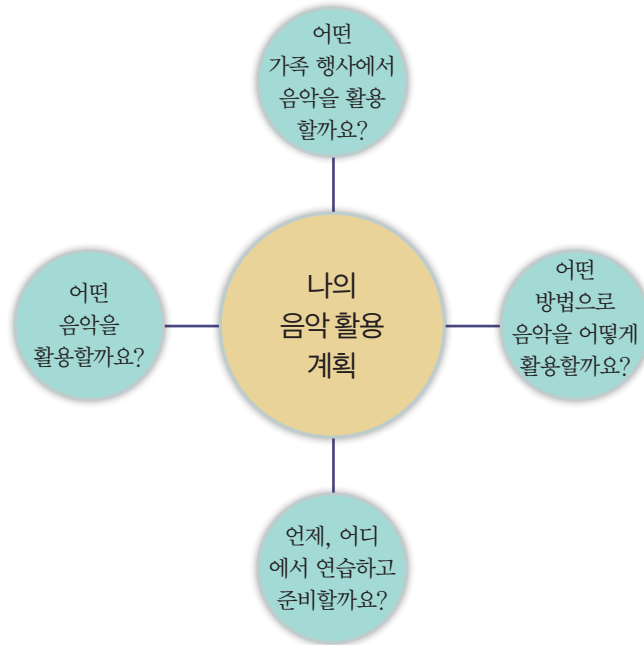 어떤
가족 행사에서
음악을 활용
할까요?
나의
음악 활용
계획
어떤
음악을
활용할까요?
어떤
방법으로
음악을 어떻게
활용할까요?
언제, 어디
에서 연습하고
준비할까요?